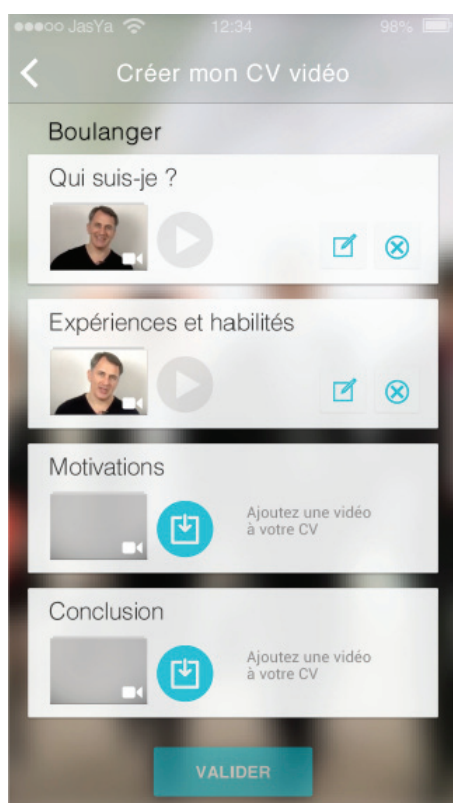 JasYa 12:34 98%
Créer mon CV vidéo
Boulanger
Qui suis-je ?
Expériences et habilités
Motivations
Ajoutez une vidéo
à votre CV
Conclusion
Ajoutez une vidéo
à votre CV
VALIDER